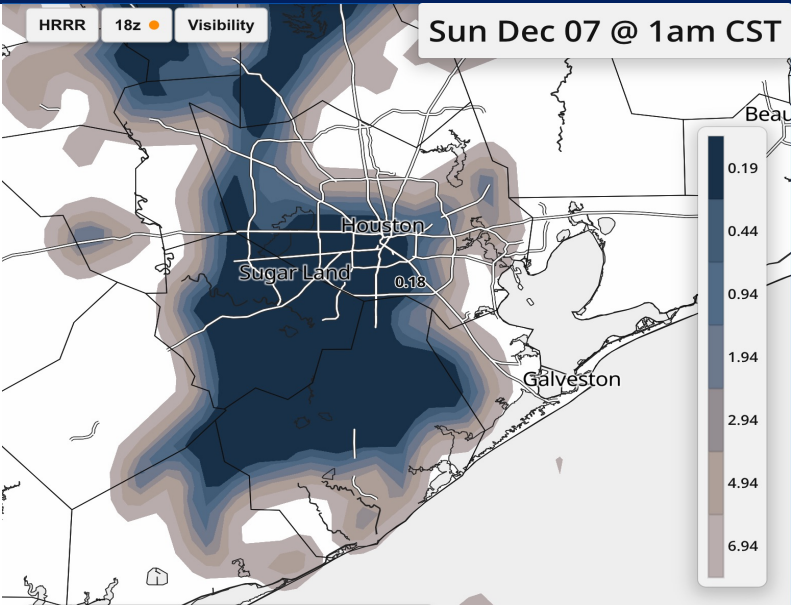 HRRR
18z
Visibility
Sun Dec 07 @ 1am CST
Beau
Houston
Sugar Land
0.18
Galveston
0.19
0.44
0.94
1.94
2.94
4.94
6.94